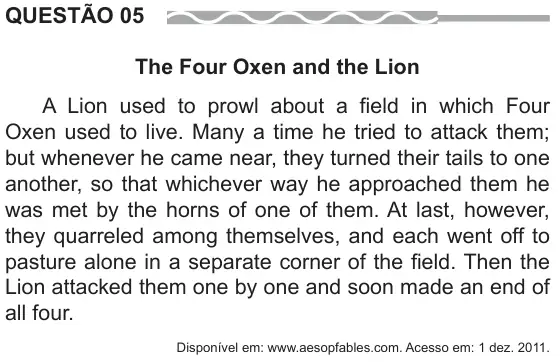 QUESTÃO 05
The Four Oxen and the Lion
A Lion used to prowl about a field in which Four
Oxen used to live. Many a time he tried to attack them;
but whenever he came near, they turned their tails to one
another, so that whichever way he approached them he
was met by the horns of one of them. At last, however,
they quarreled among themselves, and each went off to
pasture alone in a separate corner of the field. Then the
Lion attacked them one by one and soon made an end of
all four.
Disponível em: www.aesopfables.com. Acesso em: 1 dez. 2011.